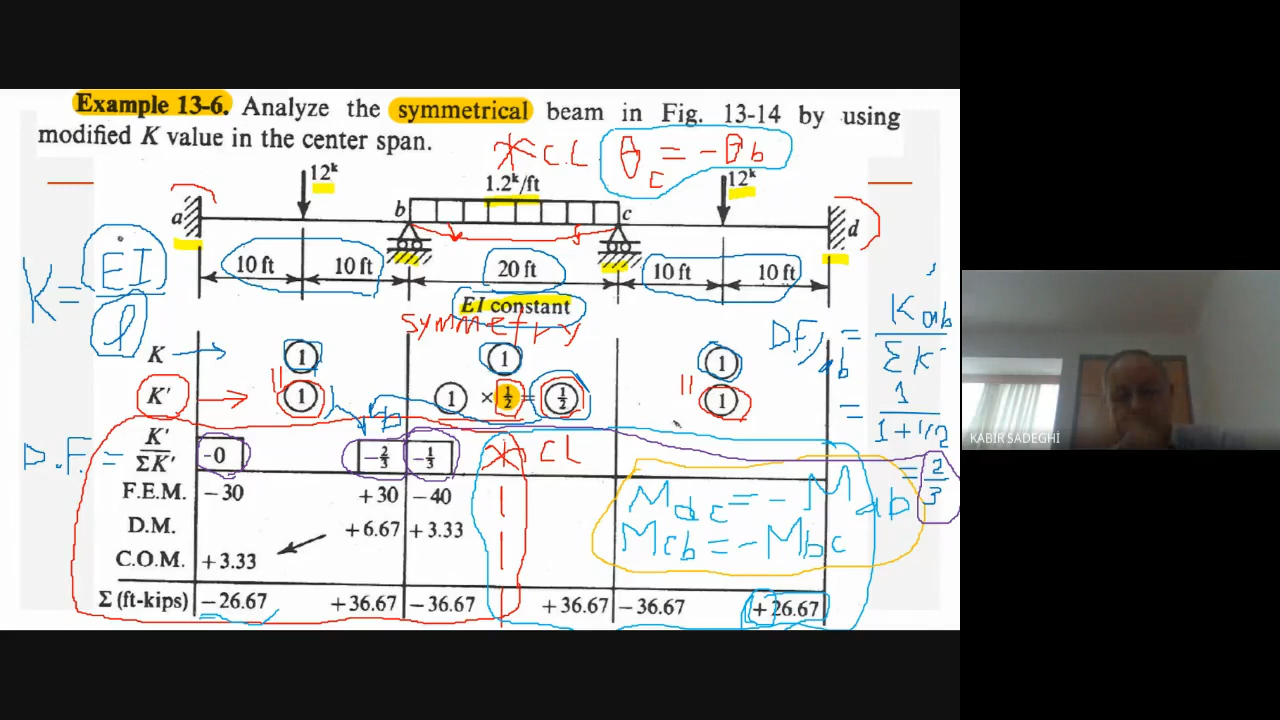 Example 13-6. Analyze the symmetrical beam in Fig. 13-14 by using
modified K value in the center span.
* C.L θc = -θb
12ᵏ 1.2ᵏ/ft 12ᵏ
a b c d
10 ft 10 ft 20 ft 10 ft 10 ft
EI constant
K = EI / l
SYMMETRY
D.F)ab = Kab / ΣK
K → 1 1 1
K' → 1 1 × ½ = ½ 1
= 1 / 1+1/2
b
D.F. = K'/ΣK' -0 -⅔ -⅓ * CL
= 2/3
F.E.M. -30 +30 -40
Mdc = -Mab
D.M. +6.67 +3.33
Mcb = -Mbc
C.O.M. +3.33
Σ (ft-kips) -26.67 +36.67 -36.67 +36.67 -36.67 +26.67
KABIR SADEGHI